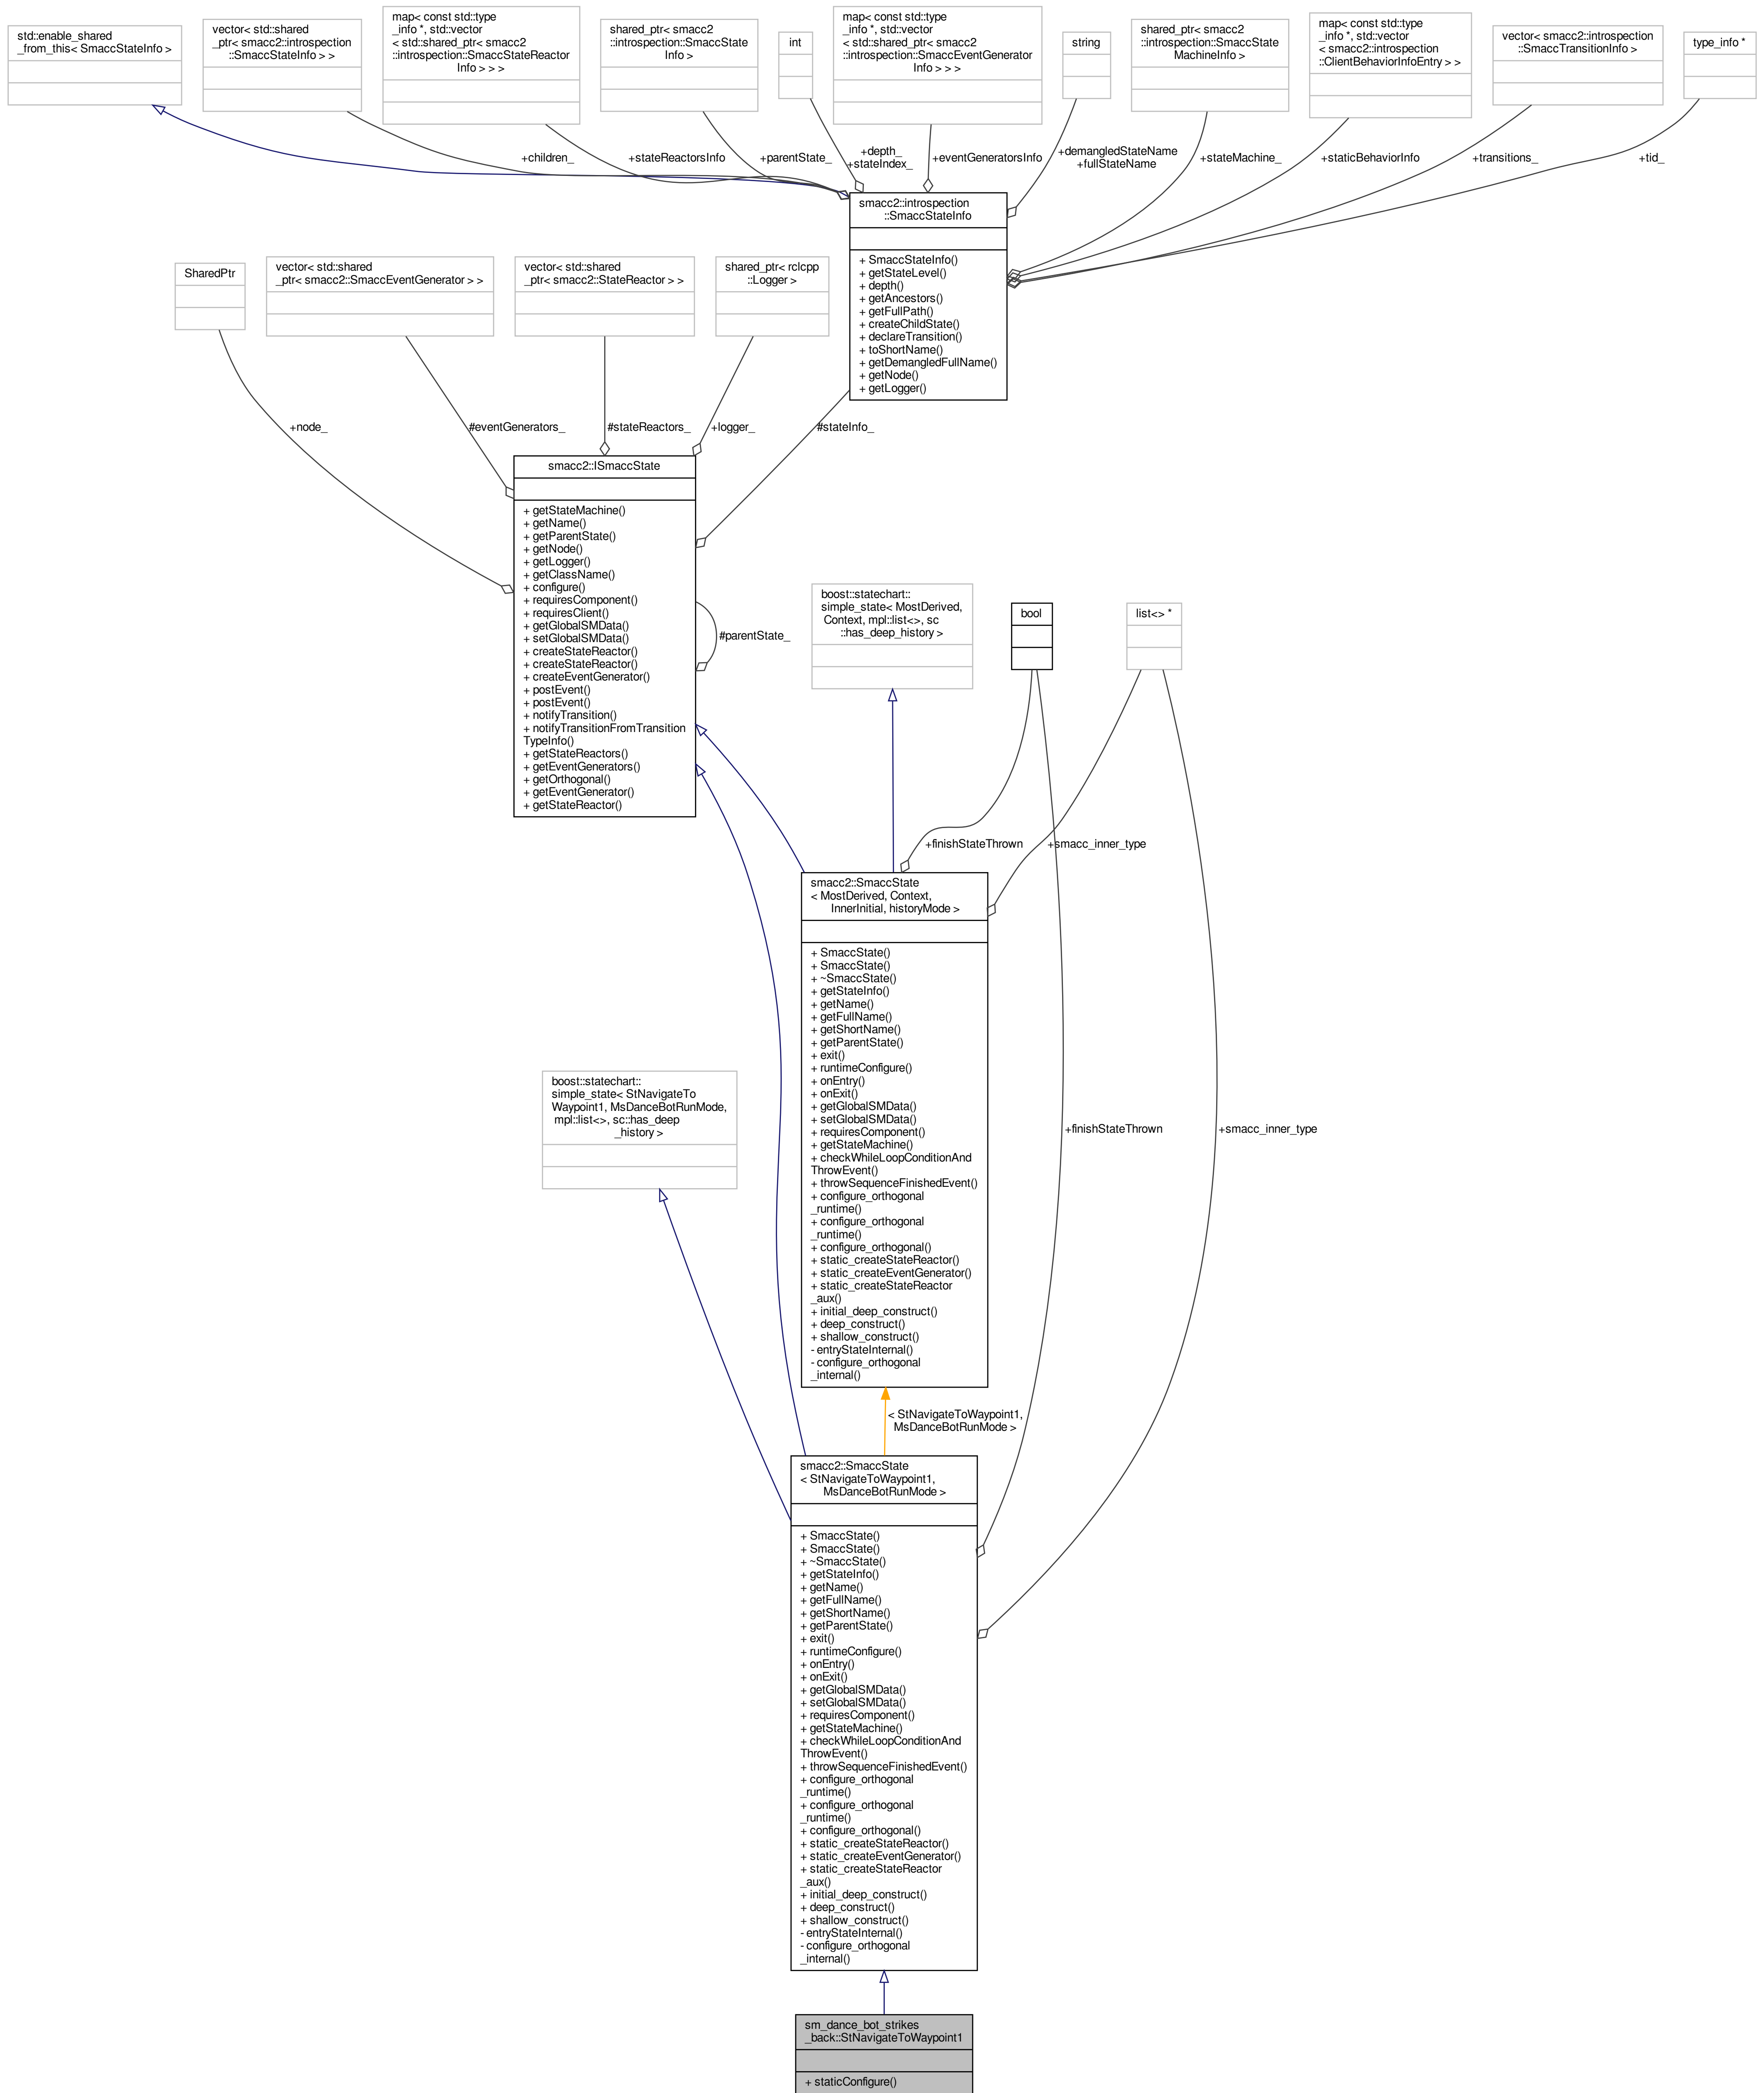 std::enable_shared
_from_this< SmaccStateInfo >
vector< std::shared
_ptr< smacc2::introspection
::SmaccStateInfo > >
map< const std::type
_info *, std::vector
< std::shared_ptr< smacc2
::introspection::SmaccStateReactor
Info > > >
shared_ptr< smacc2
::introspection::SmaccState
Info >
int
map< const std::type
_info *, std::vector
< std::shared_ptr< smacc2
::introspection::SmaccEventGenerator
Info > > >
string
shared_ptr< smacc2
::introspection::SmaccState
MachineInfo >
map< const std::type
_info *, std::vector
< smacc2::introspection
::ClientBehaviorInfoEntry > >
vector< smacc2::introspection
::SmaccTransitionInfo >
type_info *
+children_
+stateReactorsInfo
+parentState_
+depth_
+stateIndex_
+eventGeneratorsInfo
+demangledStateName
+fullStateName
+stateMachine_
+staticBehaviorInfo
+transitions_
+tid_
smacc2::introspection
::SmaccStateInfo
+ SmaccStateInfo()
+ getStateLevel()
+ depth()
+ getAncestors()
+ getFullPath()
+ createChildState()
+ declareTransition()
+ toShortName()
+ getDemangledFullName()
+ getNode()
+ getLogger()
SharedPtr
vector< std::shared
_ptr< smacc2::SmaccEventGenerator > >
vector< std::shared
_ptr< smacc2::StateReactor > >
shared_ptr< rclcpp
::Logger >
+node_
#eventGenerators_
#stateReactors_
+logger_
#stateInfo_
smacc2::ISmaccState
+ getStateMachine()
+ getName()
+ getParentState()
+ getNode()
+ getLogger()
+ getClassName()
+ configure()
+ requiresComponent()
+ requiresClient()
+ getGlobalSMData()
+ setGlobalSMData()
+ createStateReactor()
+ createStateReactor()
+ createEventGenerator()
+ postEvent()
+ postEvent()
+ notifyTransition()
+ notifyTransitionFromTransition
TypeInfo()
+ getStateReactors()
+ getEventGenerators()
+ getOrthogonal()
+ getEventGenerator()
+ getStateReactor()
#parentState_
boost::statechart::
simple_state< MostDerived,
Context, mpl::list<>, sc
::has_deep_history >
bool
list<> *
+finishStateThrown
+smacc_inner_type
smacc2::SmaccState
< MostDerived, Context,
InnerInitial, historyMode >
+ SmaccState()
+ SmaccState()
+ ~SmaccState()
+ getStateInfo()
+ getName()
+ getFullName()
+ getShortName()
+ getParentState()
+ exit()
+ runtimeConfigure()
+ onEntry()
+ onExit()
+ getGlobalSMData()
+ setGlobalSMData()
+ requiresComponent()
+ getStateMachine()
+ checkWhileLoopConditionAnd
ThrowEvent()
+ throwSequenceFinishedEvent()
+ configure_orthogonal
_runtime()
+ configure_orthogonal
_runtime()
+ configure_orthogonal()
+ static_createStateReactor()
+ static_createEventGenerator()
+ static_createStateReactor
_aux()
+ initial_deep_construct()
+ deep_construct()
+ shallow_construct()
- entryStateInternal()
- configure_orthogonal
_internal()
boost::statechart::
simple_state< StNavigateTo
Waypoint1, MsDanceBotRunMode,
mpl::list<>, sc::has_deep
_history >
+finishStateThrown
+smacc_inner_type
< StNavigateToWaypoint1,
MsDanceBotRunMode >
smacc2::SmaccState
< StNavigateToWaypoint1,
MsDanceBotRunMode >
+ SmaccState()
+ SmaccState()
+ ~SmaccState()
+ getStateInfo()
+ getName()
+ getFullName()
+ getShortName()
+ getParentState()
+ exit()
+ runtimeConfigure()
+ onEntry()
+ onExit()
+ getGlobalSMData()
+ setGlobalSMData()
+ requiresComponent()
+ getStateMachine()
+ checkWhileLoopConditionAnd
ThrowEvent()
+ throwSequenceFinishedEvent()
+ configure_orthogonal
_runtime()
+ configure_orthogonal
_runtime()
+ configure_orthogonal()
+ static_createStateReactor()
+ static_createEventGenerator()
+ static_createStateReactor
_aux()
+ initial_deep_construct()
+ deep_construct()
+ shallow_construct()
- entryStateInternal()
- configure_orthogonal
_internal()
sm_dance_bot_strikes
_back::StNavigateToWaypoint1
+ staticConfigure()